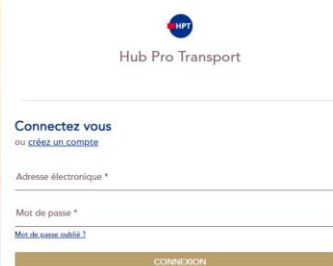 HPT
Hub Pro Transport
Connectez vous
ou créez un compte
Adresse électronique *
Mot de passe *
Mot de passe oublié ?
CONNEXION